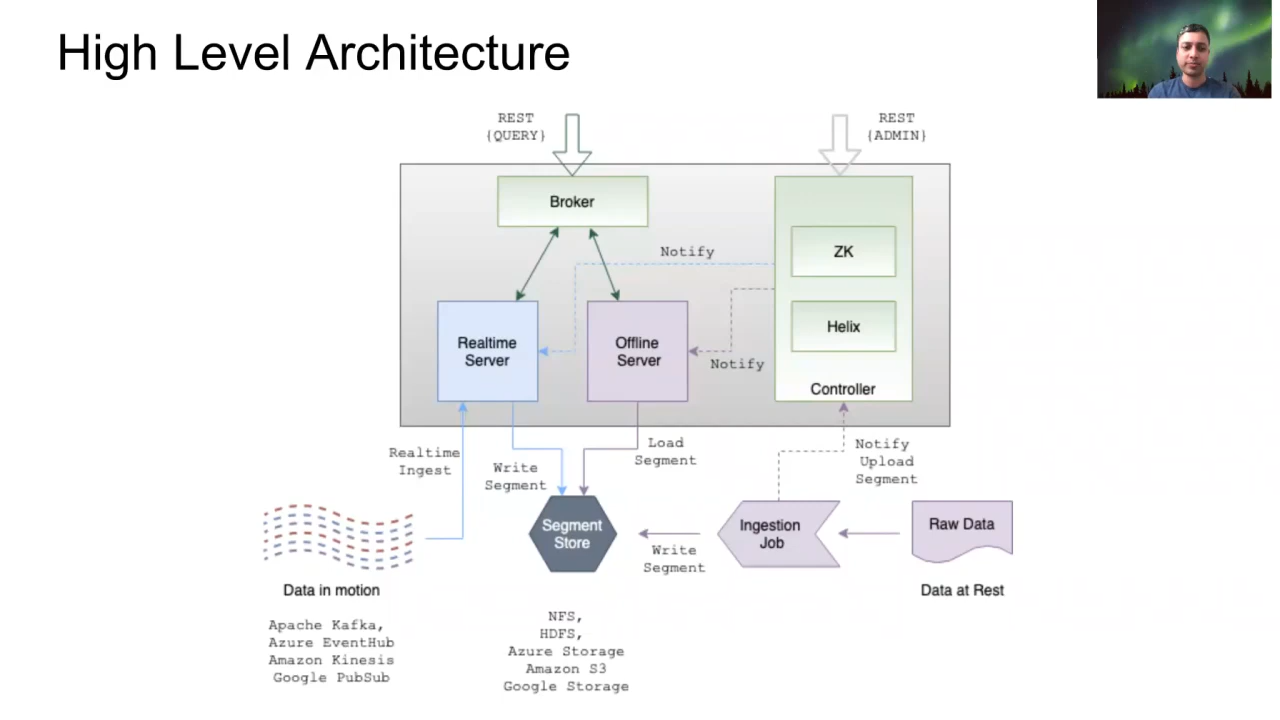 High Level Architecture
REST
{QUERY}
REST
{ADMIN}
Broker
Notify
ZK
Realtime
Server
Offline
Server
Helix
Notify
Controller
Realtime
Ingest
Write
Segment
Load
Segment
Notify
Upload
Segment
Segment
Store
Write
Segment
Ingestion
Job
Raw Data
Data in motion
Data at Rest
Apache Kafka,
Azure EventHub
Amazon Kinesis
Google PubSub
NFS,
HDFS,
Azure Storage
Amazon S3
Google Storage